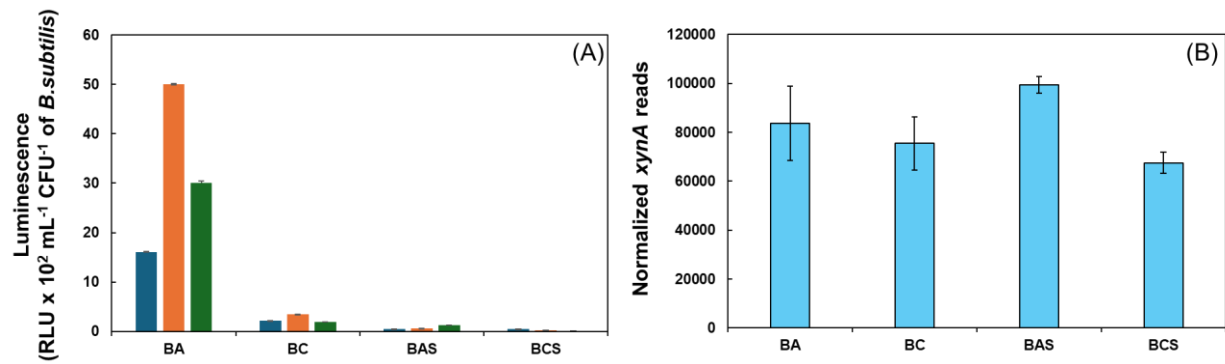 (A)
Luminescence
(RLU x 10² mL⁻¹ CFU⁻¹ of B.subtilis)
60
50
40
30
20
10
0
BA BC BAS BCS
(B)
Normalized xynA reads
120000
100000
80000
60000
40000
20000
0
BA BC BAS BCS